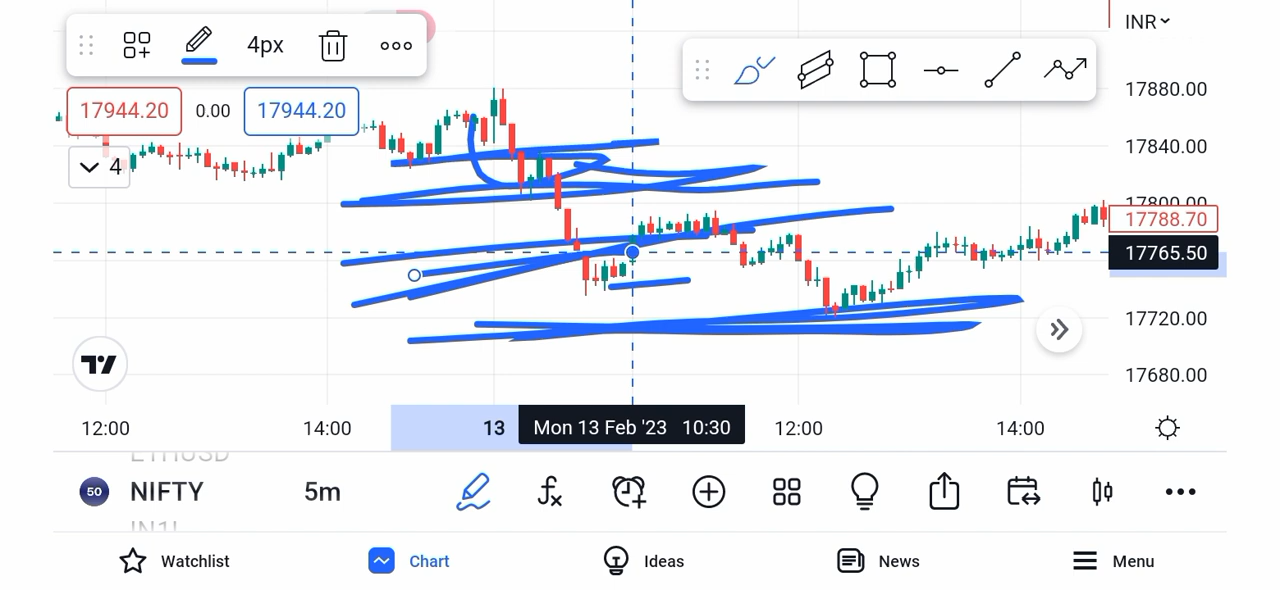 INR
4px
17944.20 0.00 17944.20
17880.00
4
17840.00
17800.00
17788.70
17765.50
17720.00
17680.00
12:00 14:00 13 Mon 13 Feb '23 10:30 12:00 14:00
ETHUSD
50 NIFTY 5m
Watchlist Chart Ideas News Menu